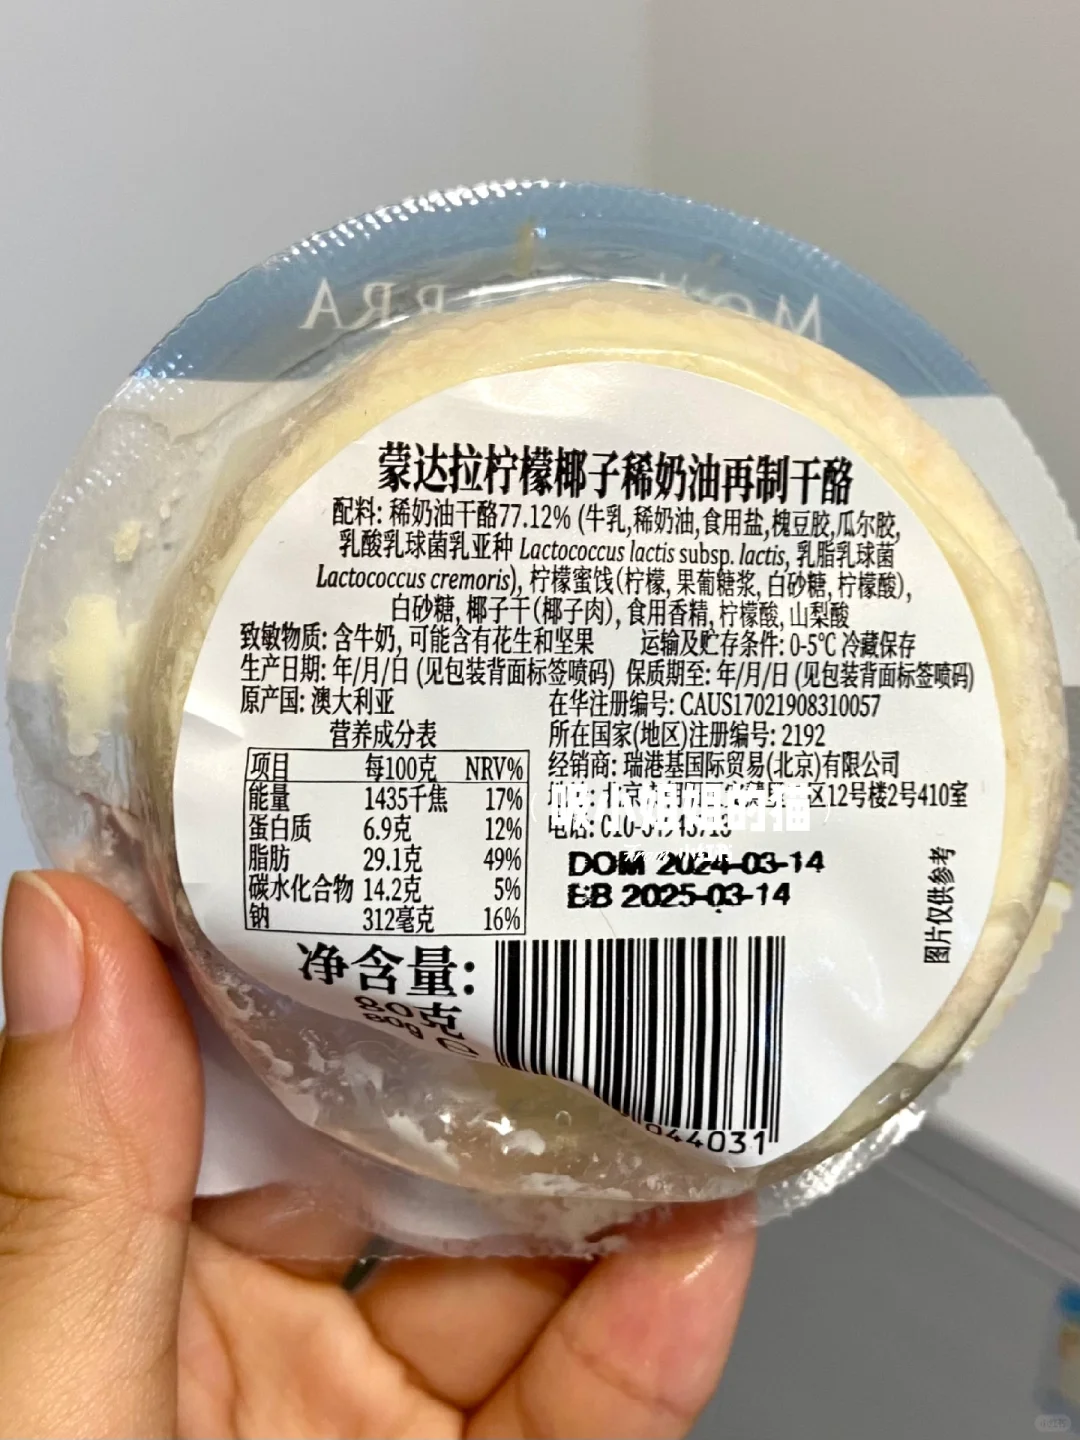 蒙达拉柠檬椰子稀奶油再制干酪
配料: 稀奶油干酪77.12% (牛乳,稀奶油,食用盐,槐豆胶,瓜尔胶,
乳酸乳球菌乳亚种 Lactococcus lactis subsp. lactis, 乳脂乳球菌
Lactococcus cremoris), 柠檬蜜饯(柠檬, 果葡糖浆, 白砂糖, 柠檬酸),
白砂糖, 椰子干(椰子肉), 食用香精, 柠檬酸, 山梨酸
致敏物质: 含牛奶, 可能含有花生和坚果 运输及贮存条件: 0-5℃ 冷藏保存
生产日期: 年/月/日 (见包装背面标签喷码) 保质期至: 年/月/日 (见包装背面标签喷码)
原产国: 澳大利亚
在华注册编号: CAUS17021908310057
所在国家(地区)注册编号: 2192
经销商: 瑞港基国际贸易(北京)有限公司
区12号楼2号410室
电话:
营养成分表
项目 每100克 NRV%
能量 1435千焦 17%
蛋白质 6.9克 12%
脂肪 29.1克 49%
碳水化合物 14.2克 5%
钠 312毫克 16%
DOM 2024-03-14
BB 2025-03-14
图片仅供参考
净含量:
80克
80g e
944031
小姐姐的猫
小红书